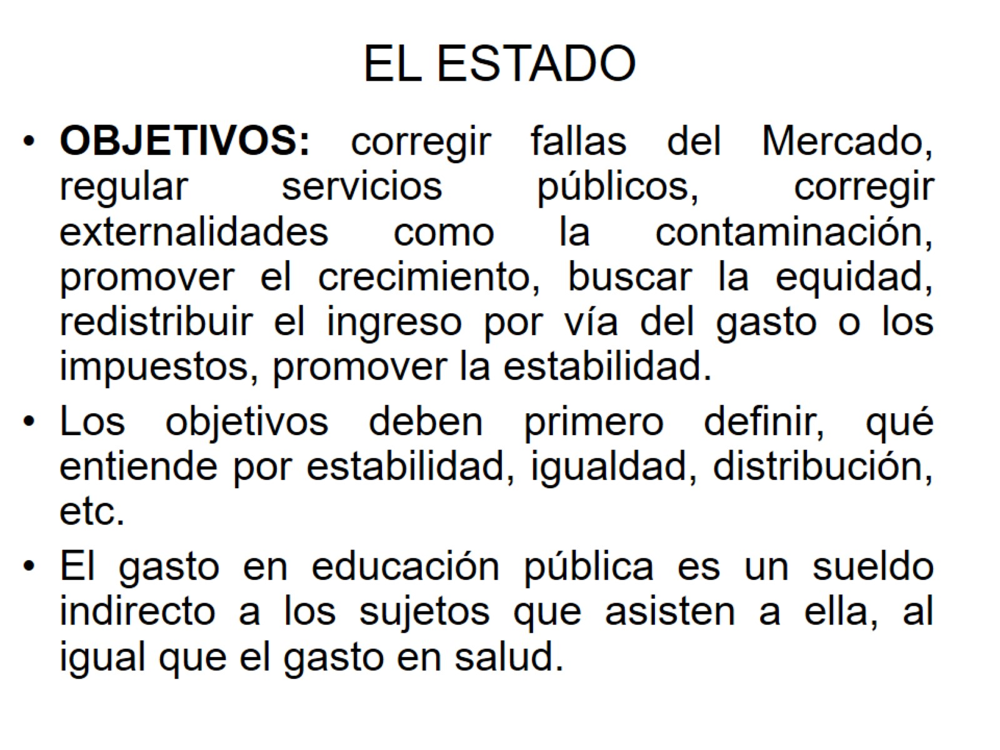 EL ESTADO
• OBJETIVOS: corregir fallas del Mercado,
regular servicios públicos, corregir
externalidades como la contaminación,
promover el crecimiento, buscar la equidad,
redistribuir el ingreso por vía del gasto o los
impuestos, promover la estabilidad.
• Los objetivos deben primero definir, qué
entiende por estabilidad, igualdad, distribución,
etc.
• El gasto en educación pública es un sueldo
indirecto a los sujetos que asisten a ella, al
igual que el gasto en salud.